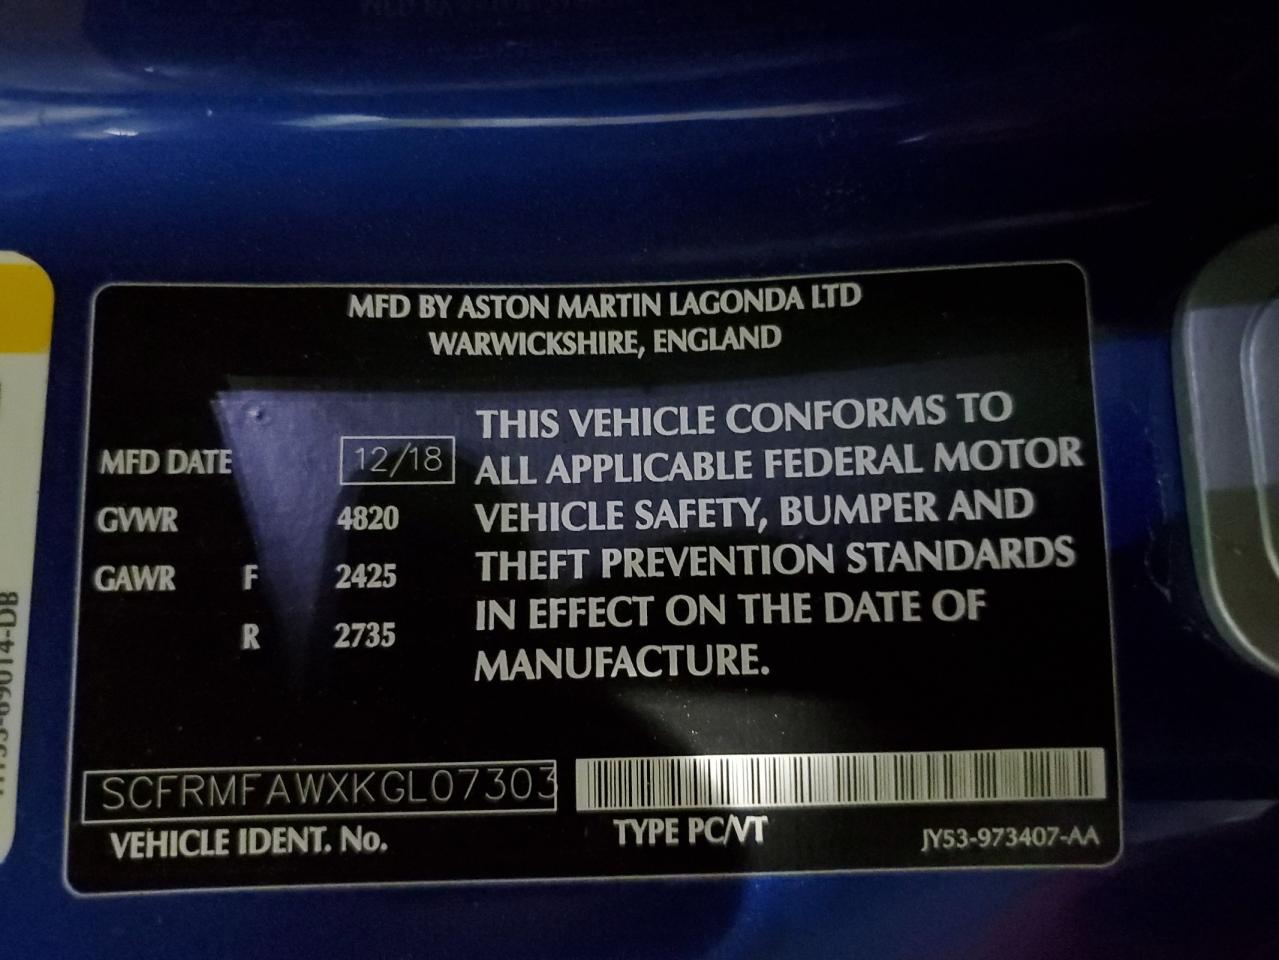 MFD BY ASTON MARTIN LAGONDA LTD
WARWICKSHIRE, ENGLAND
MFD DATE 12/18
GVWR 4820
GAWR F 2425
R 2735
THIS VEHICLE CONFORMS TO
ALL APPLICABLE FEDERAL MOTOR
VEHICLE SAFETY, BUMPER AND
THEFT PREVENTION STANDARDS
IN EFFECT ON THE DATE OF
MANUFACTURE.
SCFRMFAWXKGL07303
VEHICLE IDENT. No.
TYPE PC/VT
JY53-973407-AA